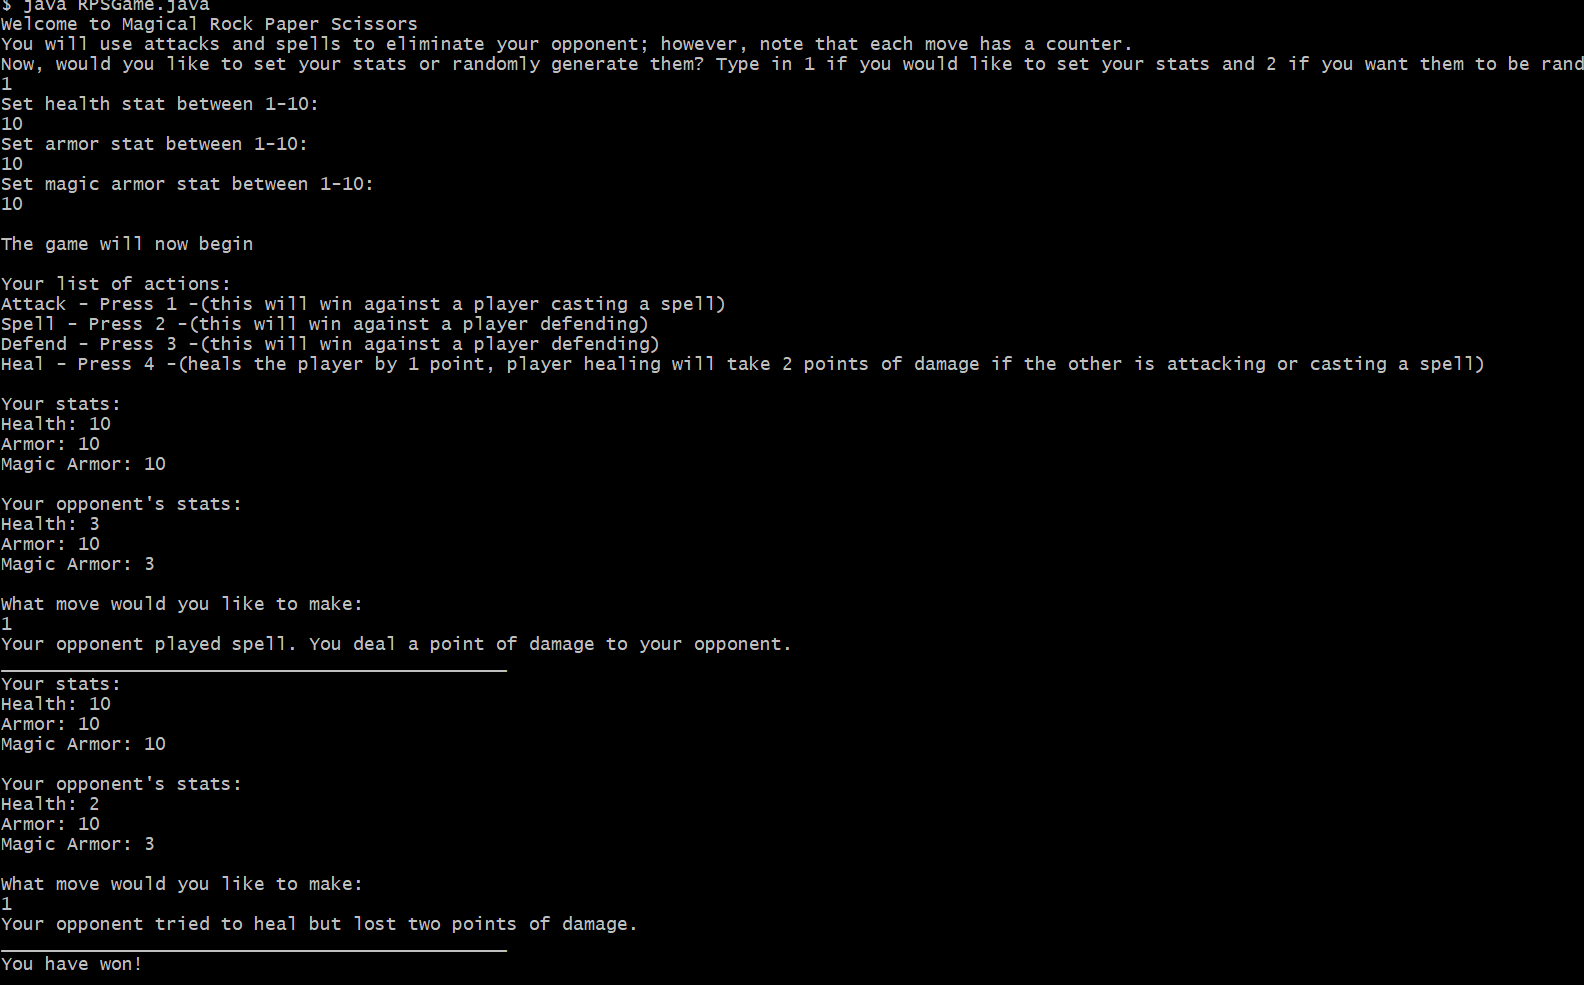 $ java RPSGame.java
Welcome to Magical Rock Paper Scissors
You will use attacks and spells to eliminate your opponent; however, note that each move has a counter.
Now, would you like to set your stats or randomly generate them? Type in 1 if you would like to set your stats and 2 if you want them to be rand
1
Set health stat between 1-10:
10
Set armor stat between 1-10:
10
Set magic armor stat between 1-10:
10
The game will now begin
Your list of actions:
Attack - Press 1 -(this will win against a player casting a spell)
Spell - Press 2 -(this will win against a player defending)
Defend - Press 3 -(this will win against a player defending)
Heal - Press 4 -(heals the player by 1 point, player healing will take 2 points of damage if the other is attacking or casting a spell)
Your stats:
Health: 10
Armor: 10
Magic Armor: 10
Your opponent's stats:
Health: 3
Armor: 10
Magic Armor: 3
What move would you like to make:
1
Your opponent played spell. You deal a point of damage to your opponent.
______________________________________________
Your stats:
Health: 10
Armor: 10
Magic Armor: 10
Your opponent's stats:
Health: 2
Armor: 10
Magic Armor: 3
What move would you like to make:
1
Your opponent tried to heal but lost two points of damage.
______________________________________________
You have won!